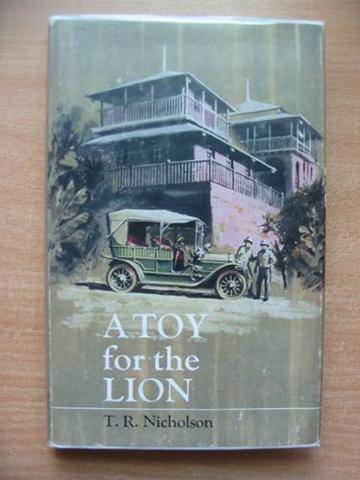 A TOY
for the
LION
T. R. Nicholson